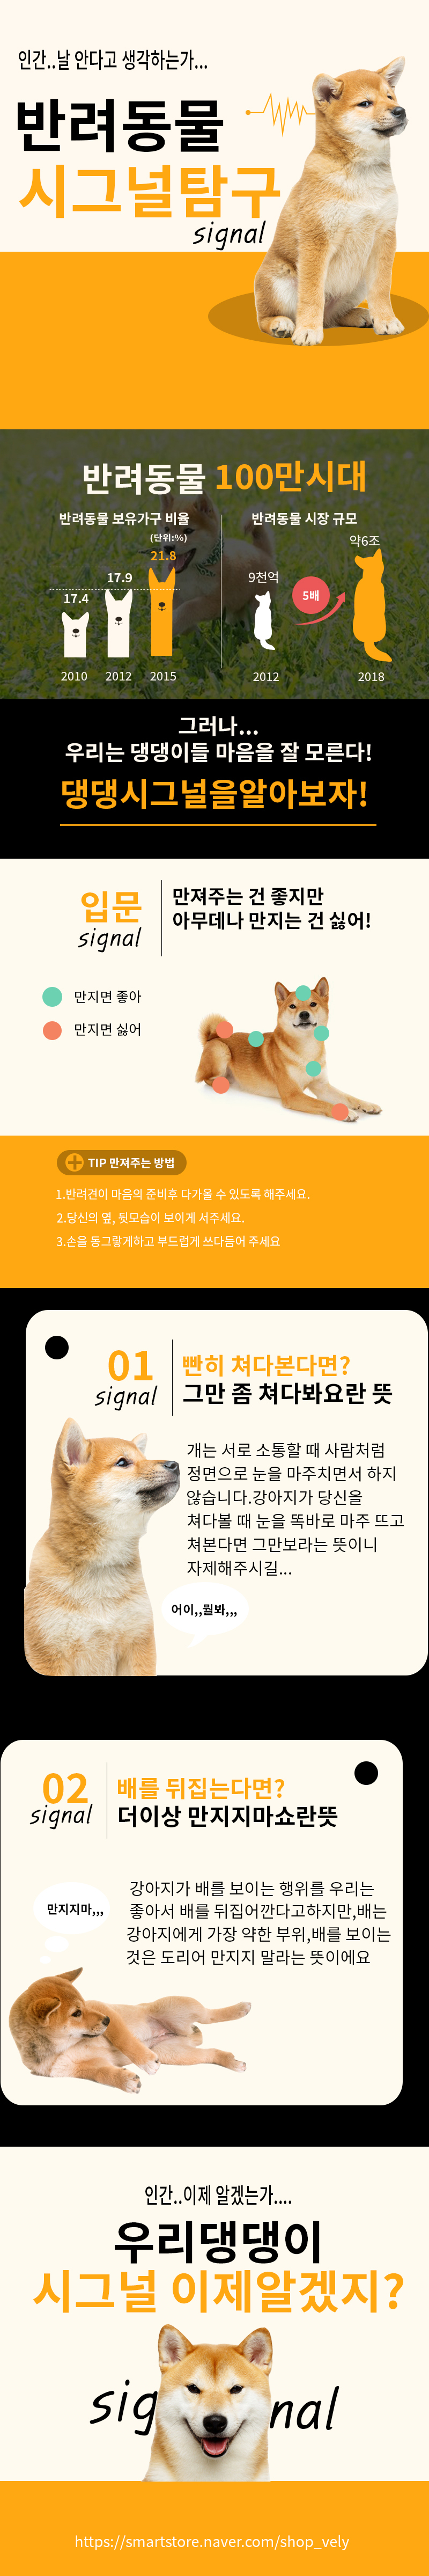 인간..날 안다고 생각하는가...
반려동물
시그널탐구
signal
반려동물 100만시대
반려동물 보유가구 비율
(단위:%)
17.4
17.9
21.8
2010 2012 2015
반려동물 시장 규모
9천억
5배
약6조
2012
2018
그러나...
우리는 댕댕이들 마음을 잘 모른다!
댕댕시그널을알아보자!
입문
signal
만져주는 건 좋지만
아무데나 만지는 건 싫어!
만지면 좋아
만지면 싫어
TIP 만져주는 방법
1.반려견이 마음의 준비후 다가올 수 있도록 해주세요.
2.당신의 옆, 뒷모습이 보이게 서주세요.
3.손을 동그랗게하고 부드럽게 쓰다듬어 주세요
01
signal
빤히 쳐다본다면?
그만 좀 쳐다봐요란 뜻
개는 서로 소통할 때 사람처럼
정면으로 눈을 마주치면서 하지
않습니다.강아지가 당신을
쳐다볼 때 눈을 똑바로 마주 뜨고
쳐본다면 그만보라는 뜻이니
자제해주시길...
어이,,뭘봐,,,
02
signal
배를 뒤집는다면?
더이상 만지지마쇼란뜻
만지지마,,,
강아지가 배를 보이는 행위를 우리는
좋아서 배를 뒤집어깐다고하지만,배는
강아지에게 가장 약한 부위,배를 보이는
것은 도리어 만지지 말라는 뜻이에요
인간..이제 알겠는가....
우리댕댕이
시그널 이제알겠지?
signal
https://smartstore.naver.com/shop_vely